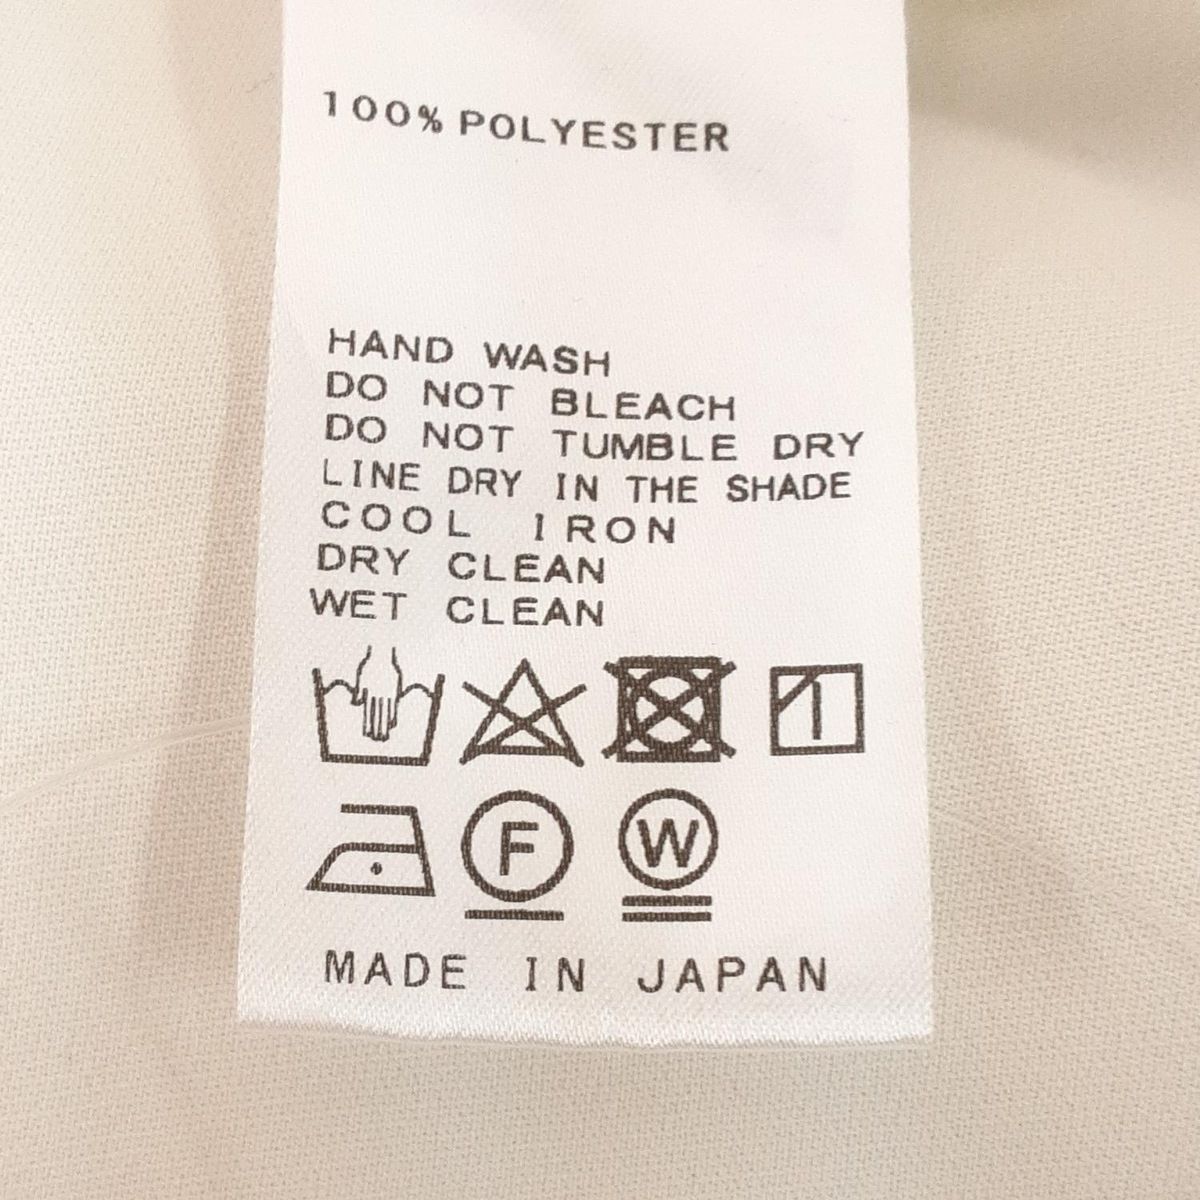 100% POLYESTER
HAND WASH
DO NOT BLEACH
DO NOT TUMBLE DRY
LINE DRY IN THE SHADE
COOL IRON
DRY CLEAN
WET CLEAN
F W
MADE IN JAPAN